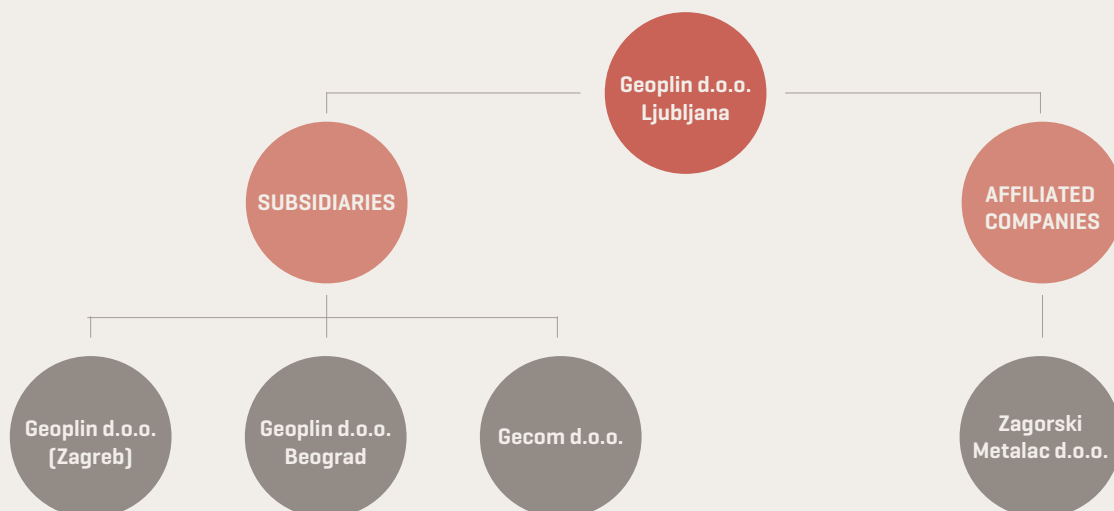 Geoplin d.o.o.
Ljubljana
SUBSIDIARIES
AFFILIATED
COMPANIES
Geoplin d.o.o.
(Zagreb)
Geoplin d.o.o.
Beograd
Gecom d.o.o.
Zagorski
Metalac d.o.o.